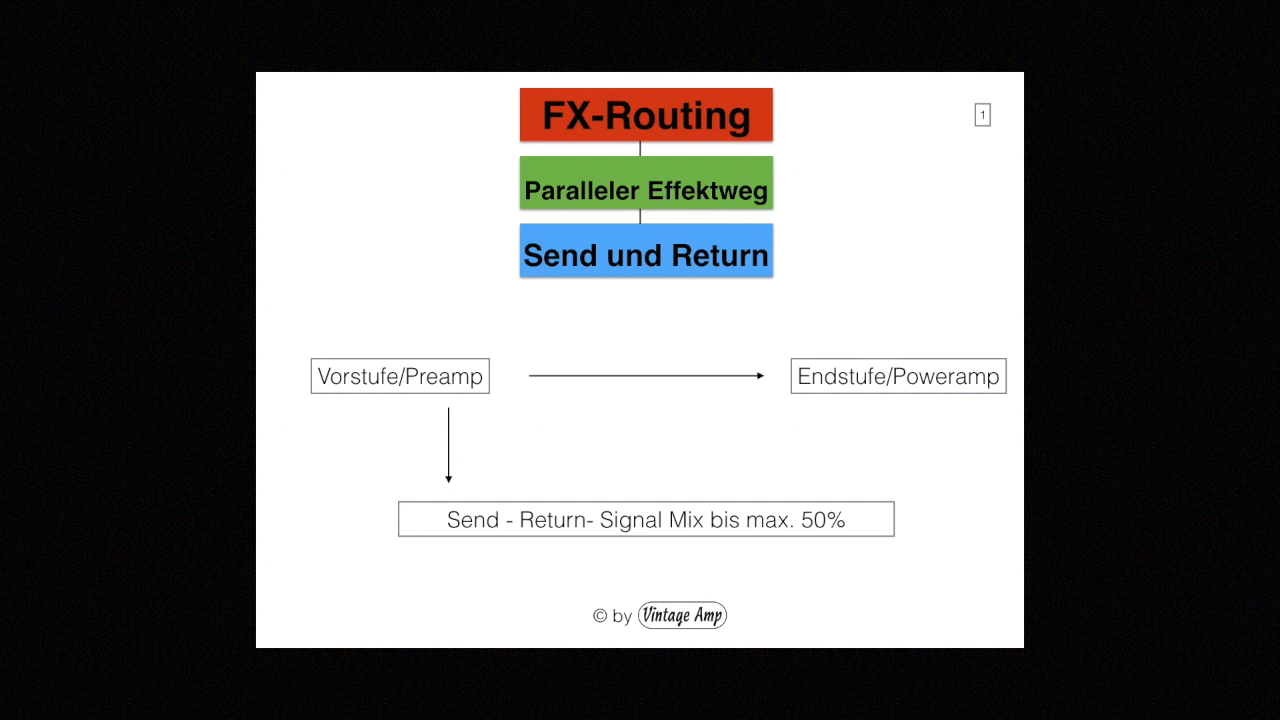 FX-Routing
1
Paralleler Effektweg
Send und Return
Vorstufe/Preamp
Endstufe/Poweramp
Send - Return- Signal Mix bis max. 50%
© by Vintage Amp